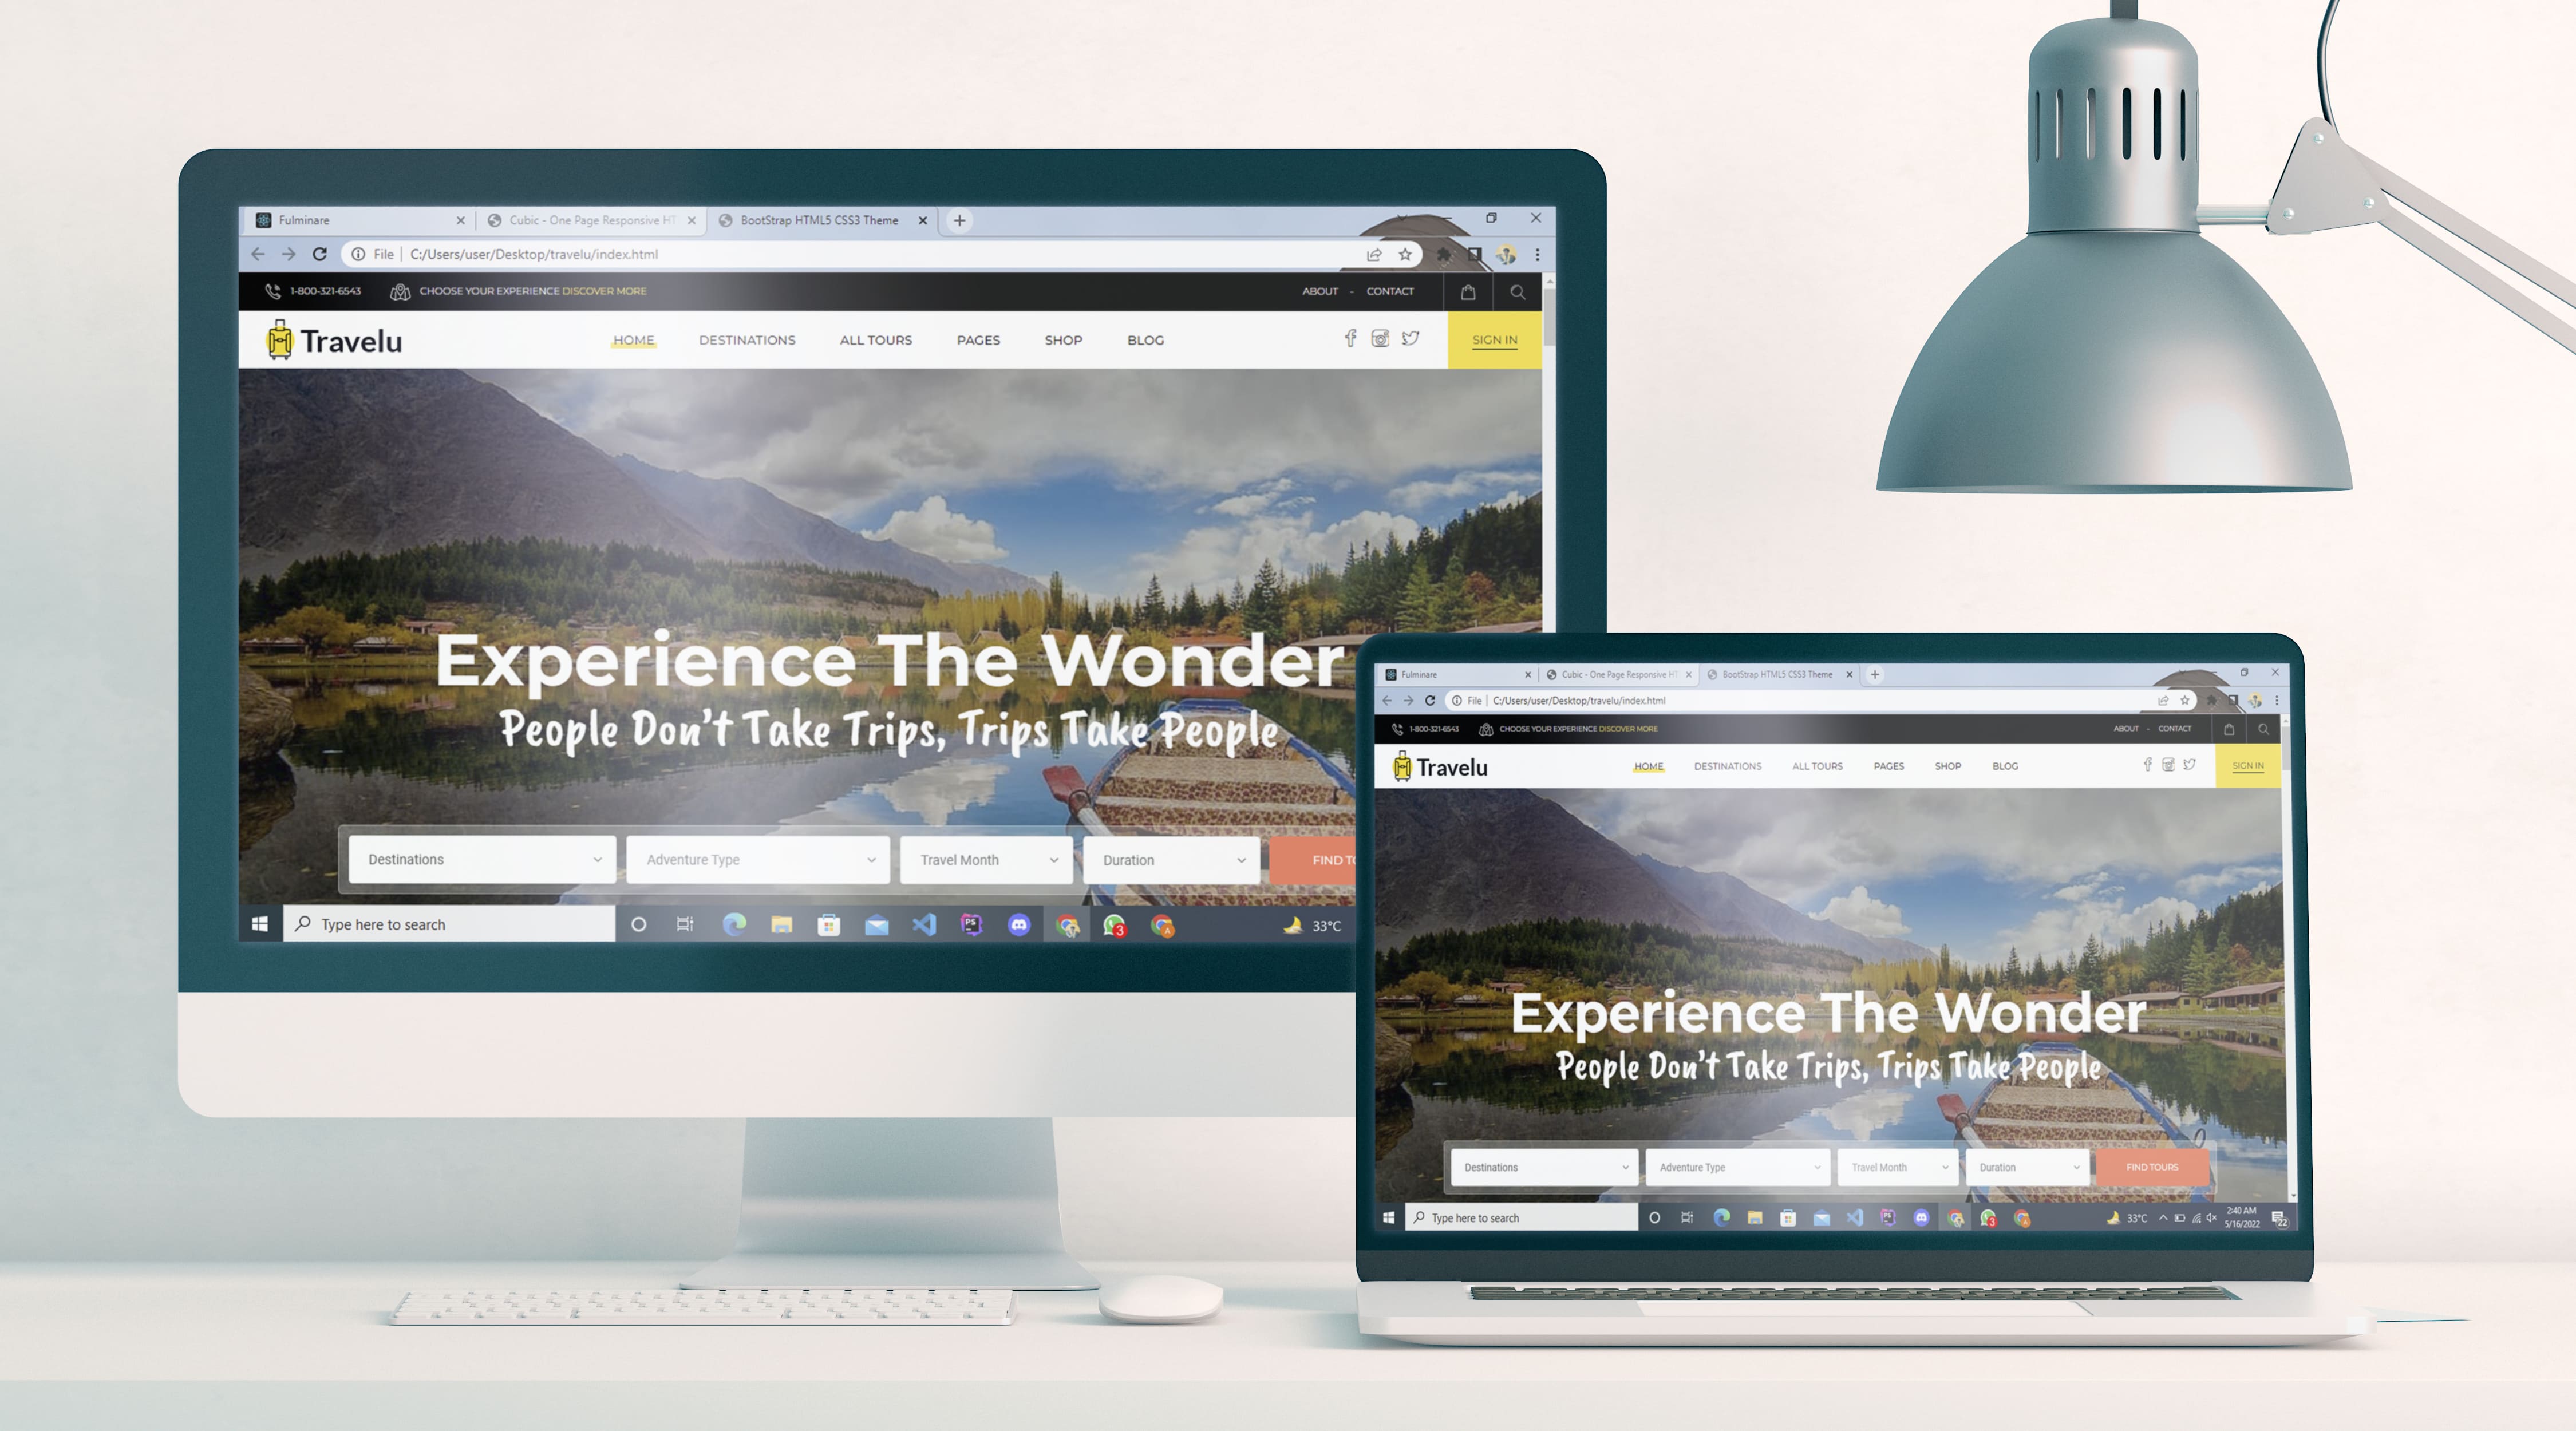 Fulminare
Cubic - One Page Responsive HT
BootStrap HTML5 CSS3 Theme
File | C:/Users/user/Desktop/travelu/index.html
1-800-321-6543
CHOOSE YOUR EXPERIENCE DISCOVER MORE
ABOUT - CONTACT
Travelu
HOME DESTINATIONS ALL TOURS PAGES SHOP BLOG
SIGN IN
Experience The Wonder
People Don't Take Trips, Trips Take People
Destinations Adventure Type Travel Month Duration FIND TO
Type here to search
PS
3
A
33°C
Fulminare
Cubic - One Page Responsive HT
BootStrap HTML5 CSS3 Theme
File | C:/Users/user/Desktop/travelu/index.html
1-800-321-6543
CHOOSE YOUR EXPERIENCE DISCOVER MORE
ABOUT - CONTACT
Travelu
HOME DESTINATIONS ALL TOURS PAGES SHOP BLOG
SIGN IN
Experience The Wonder
People Don't Take Trips, Trips Take People
Destinations Adventure Type Travel Month Duration FIND TOURS
Type here to search
PS
3
A
33°C
2:40 AM
5/16/2022
22